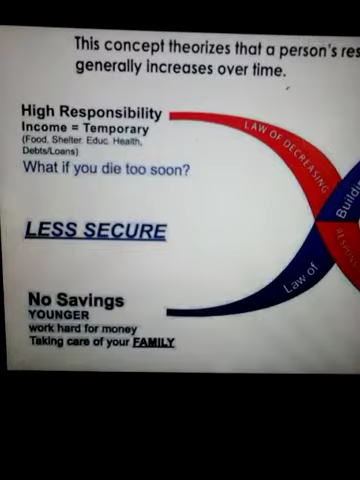 This concept theorizes that a person's res
generally increases over time.
High Responsibility
Income = Temporary
(Food, Shelter, Educ, Health,
Debts/Loans)
What if you die too soon?
LAW OF DECREASING
Buildi
RESPON
LESS SECURE
Law of
No Savings
YOUNGER
work hard for money
Taking care of your FAMILY